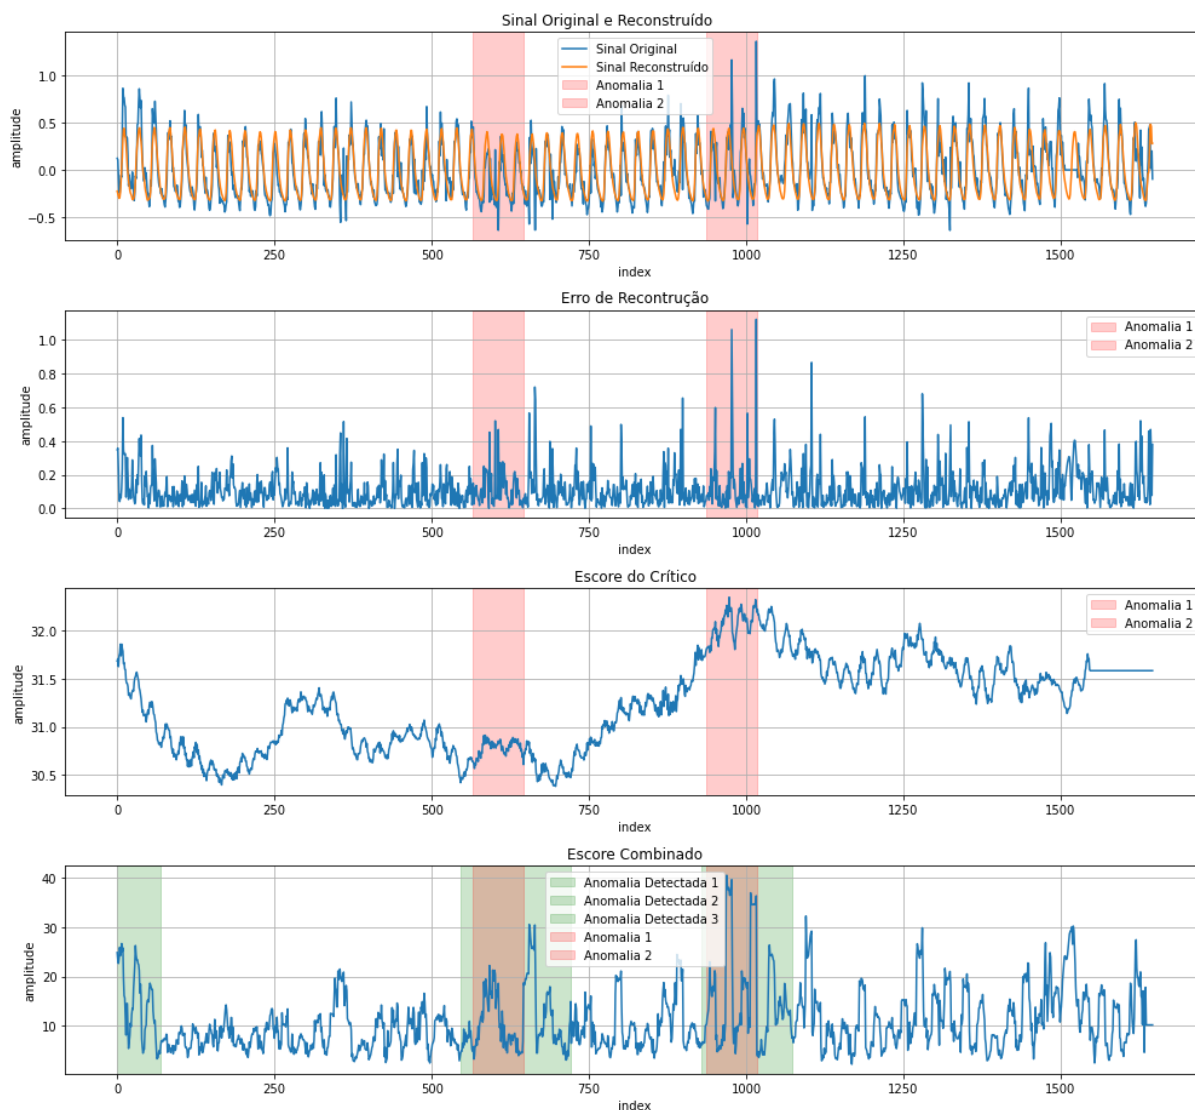 Sinal Original e Reconstruído
Sinal Original
Sinal Reconstruído
Anomalia 1
Anomalia 2
amplitude
1.0
0.5
0.0
−0.5
0 250 500 750 1000 1250 1500
index
Erro de Recontrução
Anomalia 1
Anomalia 2
amplitude
1.0
0.8
0.6
0.4
0.2
0.0
0 250 500 750 1000 1250 1500
index
Escore do Crítico
Anomalia 1
Anomalia 2
amplitude
32.0
31.5
31.0
30.5
0 250 500 750 1000 1250 1500
index
Escore Combinado
Anomalia Detectada 1
Anomalia Detectada 2
Anomalia Detectada 3
Anomalia 1
Anomalia 2
amplitude
40
30
20
10
0 250 500 750 1000 1250 1500
index